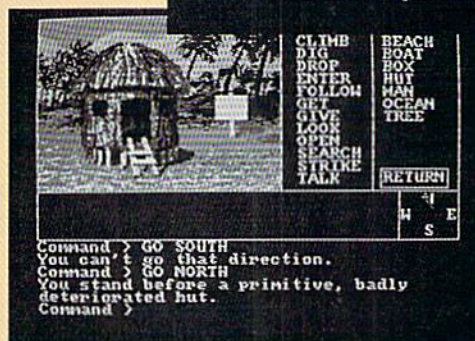 CLIMB
DIG
DROP
ENTER
FOLLOW
GET
GIVE
LOOK
OPEN
SEARCH
STRIKE
TALK
BEACH
BOAT
BOX
HUT
MAN
OCEAN
TREE
RETURN
W E
S
Command > GO SOUTH
You can't go that direction.
Command > GO NORTH
You stand before a primitive, badly
deteriorated hut.
Command >